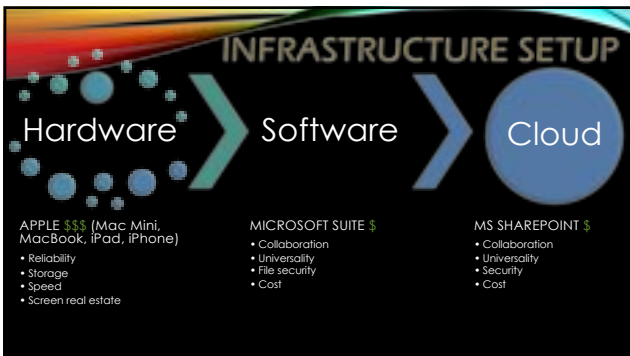 INFRASTRUCTURE SETUP
Hardware
Software
Cloud
APPLE $$$ (Mac Mini,
MacBook, iPad, iPhone)
• Reliability
• Storage
• Speed
• Screen real estate
MICROSOFT SUITE $
• Collaboration
• Universality
• File security
• Cost
MS SHAREPOINT $
• Collaboration
• Universality
• Security
• Cost